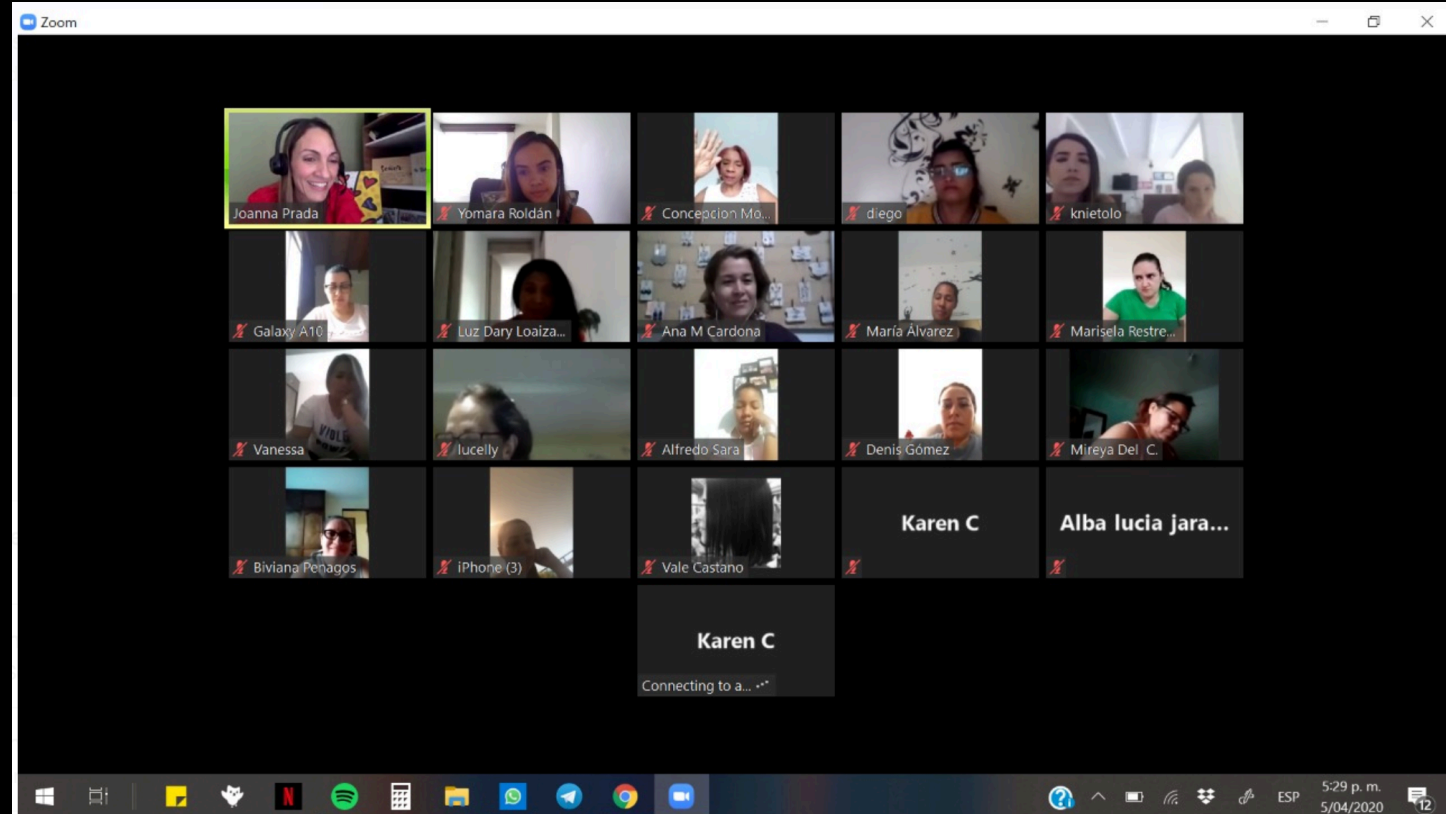 Zoom
Joanna Prada
Yomara Roldán
Concepcion Mo...
diego
knietolo
Galaxy A10
Luz Dary Loaiza...
Ana M Cardona
María Álvarez
Marisela Restre...
Vanessa
lucelly
Alfredo Sara
Denis Gómez
Mireya Del C.
Biviana Penagos
iPhone (3)
Vale Castano
Karen C
Alba lucia jara...
Karen C
Connecting to a...
ESP
5:29 p. m.
5/04/2020
12